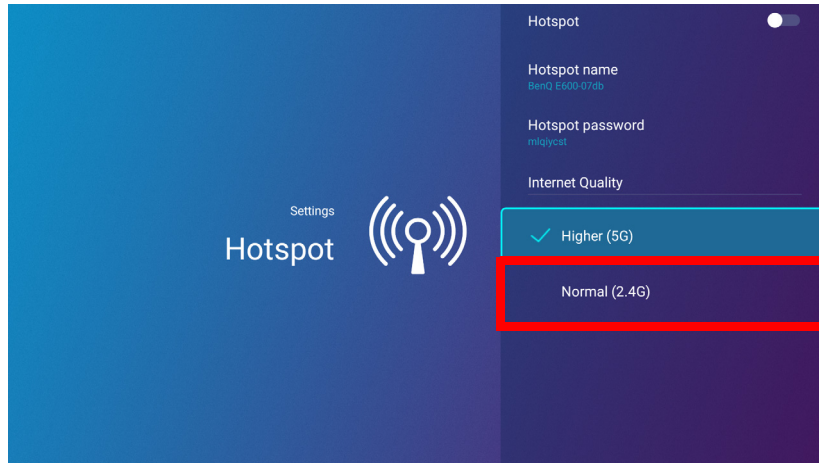 Settings
Hotspot
Hotspot
Hotspot name
BenQ E600-07db
Hotspot password
mlqiycst
Internet Quality
Higher (5G)
Normal (2.4G)